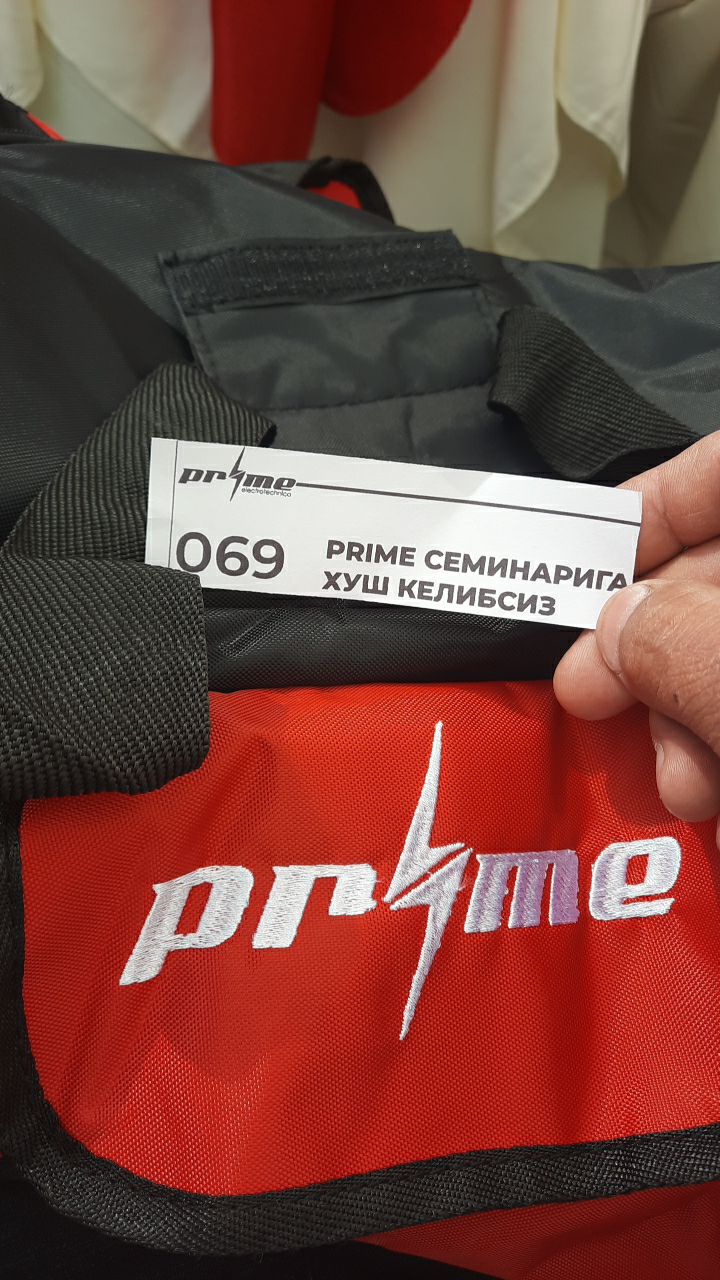 prime
electrotechnica
069
PRIME СЕМИНАРИГА
ХУШ КЕЛИБСИЗ
prime